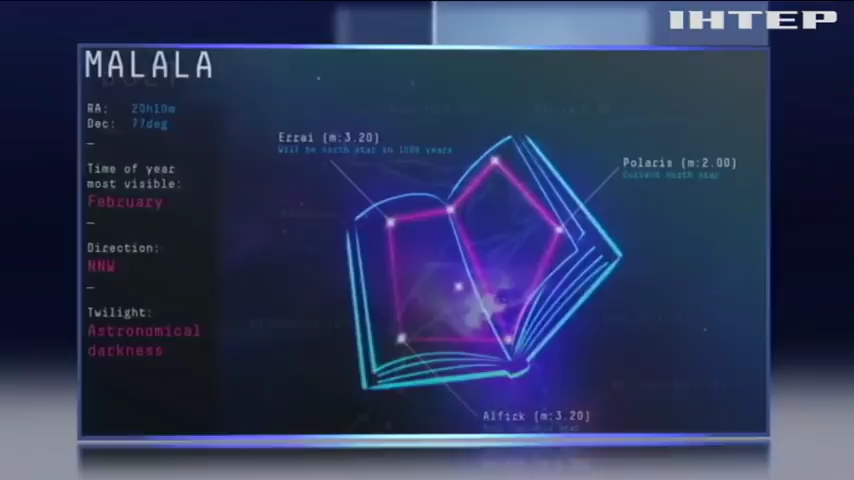 ІНТЕР
MALALA
RA: 20h10m
Dec: 77deg
Time of year
most visible:
February
Direction:
NNW
Twilight:
Astronomical
darkness
Errai [m:3.20]
Will be north star in 1000 years
Polaris [m:2.00]
Current north star
Alfirk [m:3.20]